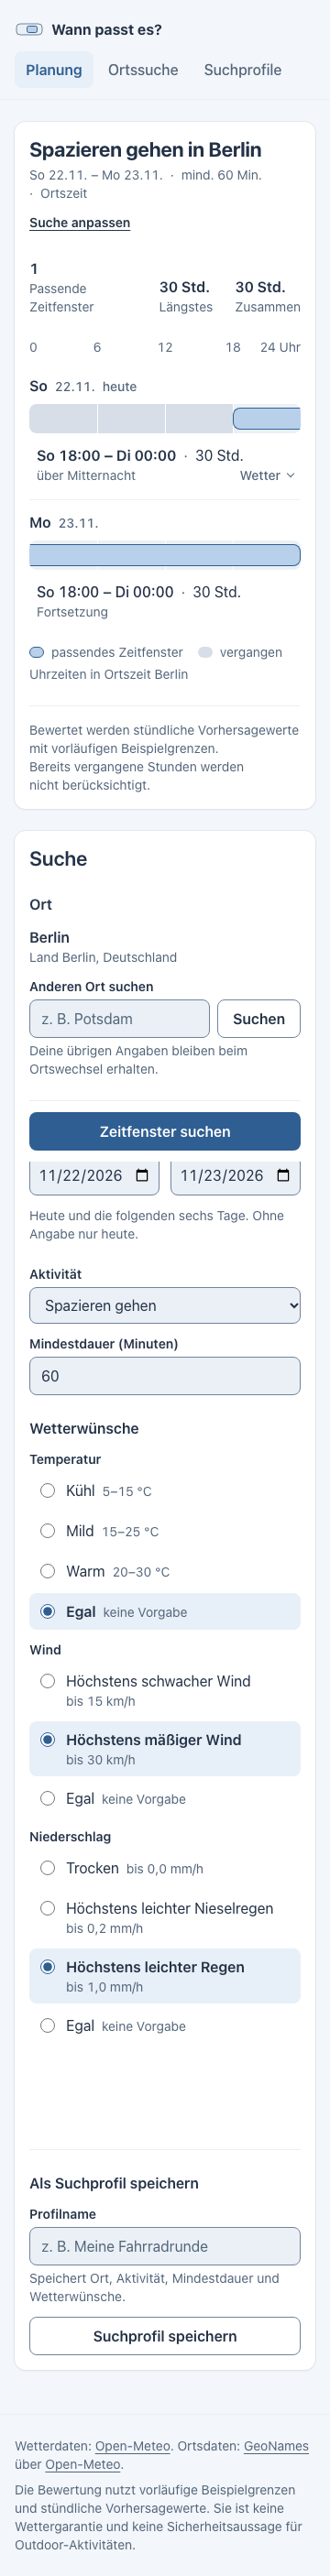 Wann passt es?
Planung Ortssuche Suchprofile
Spazieren gehen in Berlin
So 22.11. – Mo 23.11. · mind. 60 Min.
· Ortszeit
Suche anpassen
1
Passende
Zeitfenster
30 Std.
Längstes
30 Std.
Zusammen
0 6 12 18 24 Uhr
So 22.11. heute
So 18:00 – Di 00:00 · 30 Std.
über Mitternacht Wetter
Mo 23.11.
So 18:00 – Di 00:00 · 30 Std.
Fortsetzung
passendes Zeitfenster vergangen
Uhrzeiten in Ortszeit Berlin
Bewertet werden stündliche Vorhersagewerte
mit vorläufigen Beispielgrenzen.
Bereits vergangene Stunden werden
nicht berücksichtigt.
Suche
Ort
Berlin
Land Berlin, Deutschland
Anderen Ort suchen
z. B. Potsdam Suchen
Deine übrigen Angaben bleiben beim
Ortswechsel erhalten.
Zeitfenster suchen
11/22/2026 11/23/2026
Heute und die folgenden sechs Tage. Ohne
Angabe nur heute.
Aktivität
Spazieren gehen
Mindestdauer (Minuten)
60
Wetterwünsche
Temperatur
Kühl 5–15 °C
Mild 15–25 °C
Warm 20–30 °C
Egal keine Vorgabe
Wind
Höchstens schwacher Wind
bis 15 km/h
Höchstens mäßiger Wind
bis 30 km/h
Egal keine Vorgabe
Niederschlag
Trocken bis 0,0 mm/h
Höchstens leichter Nieselregen
bis 0,2 mm/h
Höchstens leichter Regen
bis 1,0 mm/h
Egal keine Vorgabe
Als Suchprofil speichern
Profilname
z. B. Meine Fahrradrunde
Speichert Ort, Aktivität, Mindestdauer und
Wetterwünsche.
Suchprofil speichern
Wetterdaten: Open-Meteo. Ortsdaten: GeoNames
über Open-Meteo.
Die Bewertung nutzt vorläufige Beispielgrenzen
und stündliche Vorhersagewerte. Sie ist keine
Wettergarantie und keine Sicherheitsaussage für
Outdoor-Aktivitäten.